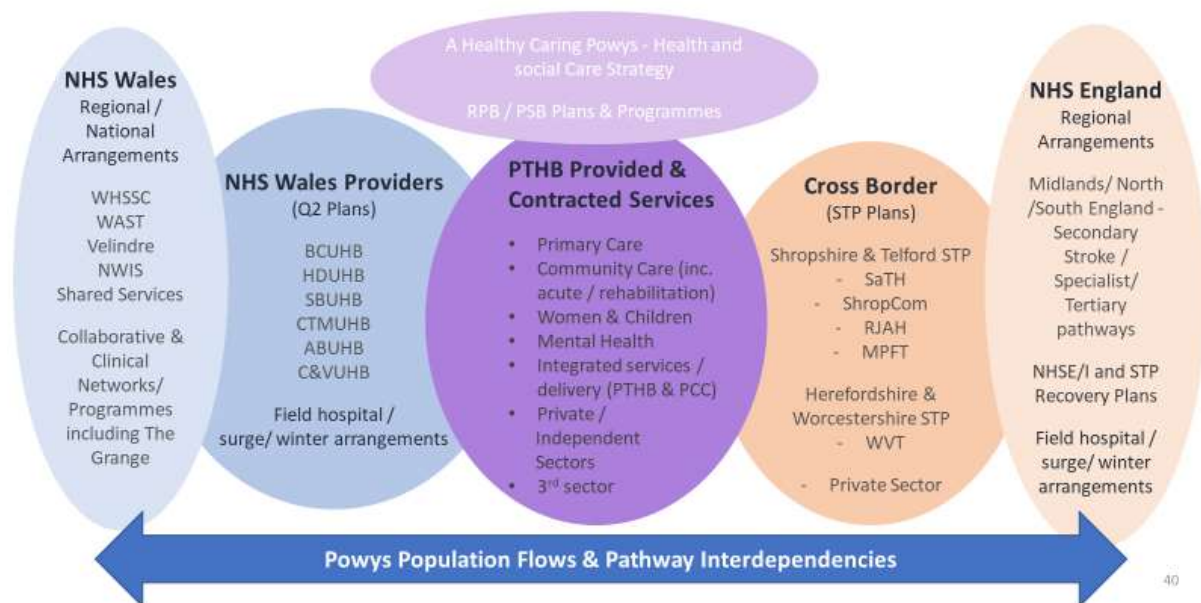 A Healthy Caring Powys - Health and
social Care Strategy
RPB / PSB Plans & Programmes
NHS Wales
Regional /
National
Arrangements
WHSSC
WAST
Velindre
NWIS
Shared Services
Collaborative &
Clinical
Networks/
Programmes
including The
Grange
NHS Wales Providers
(Q2 Plans)
BCUHB
HDUHB
SBUHB
CTMUHB
ABUHB
C&VUHB
Field hospital /
surge/ winter arrangements
PTHB Provided &
Contracted Services
• Primary Care
• Community Care (inc.
acute / rehabilitation)
• Women & Children
• Mental Health
• Integrated services /
delivery (PTHB & PCC)
• Private /
Independent
Sectors
• 3rd sector
Cross Border
(STP Plans)
Shropshire & Telford STP
- SaTH
- ShropCom
- RJAH
- MPFT
Herefordshire &
Worcestershire STP
- WVT
- Private Sector
NHS England
Regional
Arrangements
Midlands/ North
/South England -
Secondary
Stroke /
Specialist/
Tertiary
pathways
NHSE/I and STP
Recovery Plans
Field hospital /
surge/ winter
arrangements
Powys Population Flows & Pathway Interdependencies
40